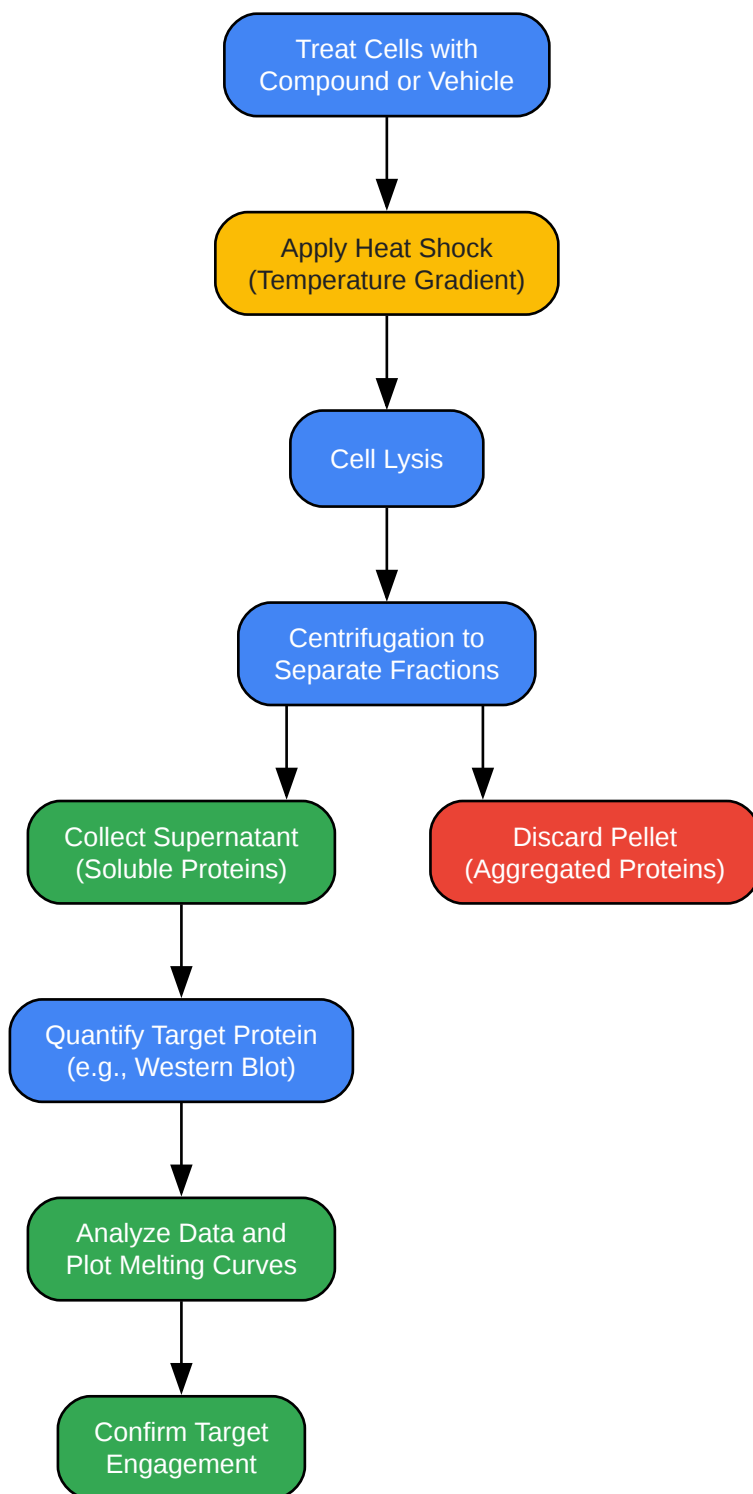 Treat Cells with
Compound or Vehicle
Apply Heat Shock
(Temperature Gradient)
Cell Lysis
Centrifugation to
Separate Fractions
Collect Supernatant
(Soluble Proteins)
Discard Pellet
(Aggregated Proteins)
Quantify Target Protein
(e.g., Western Blot)
Analyze Data and
Plot Melting Curves
Confirm Target
Engagement